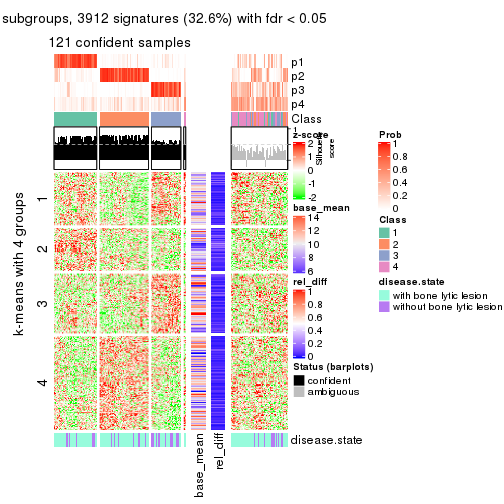 subgroups, 3912 signatures (32.6%) with fdr < 0.05
121 confident samples
p1
p2
p3
p4
Class
1
Silhouette
score
k-means with 4 groups
1
2
3
4
z-score
2
1
0
-1
-2
base_mean
14
12
10
8
6
rel_diff
1
0.8
0.6
0.4
0.2
0
Status (barplots)
confident
ambiguous
Prob
1
0.8
0.6
0.4
0.2
0
Class
1
2
3
4
disease.state
with bone lytic lesion
without bone lytic lesion
disease.state
base_mean
rel_diff